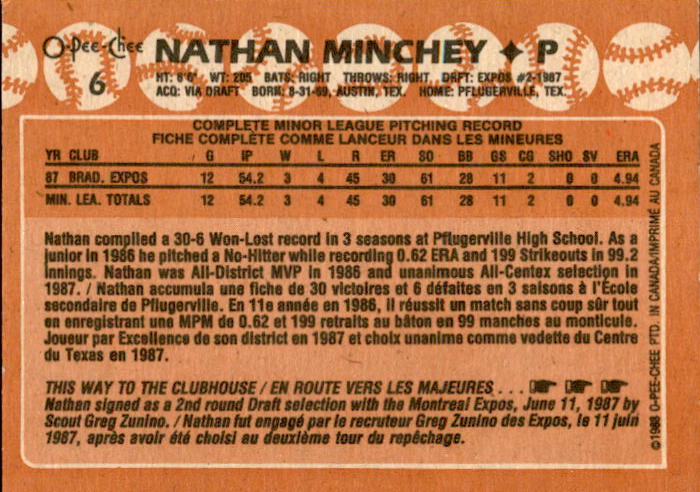 O-Pee-Chee
6
NATHAN MINCHEY ✦ P
HT: 6'6" WT: 205 BATS: RIGHT THROWS: RIGHT DRFT: EXPOS #2-1987
ACQ: VIA DRAFT BORN: 8-31-69, AUSTIN, TEX. HOME: PFLUGERVILLE, TEX.
COMPLETE MINOR LEAGUE PITCHING RECORD
FICHE COMPLÈTE COMME LANCEUR DANS LES MINEURES
YR CLUB G IP W L R ER SO BB GS CG SHO SV ERA
87 BRAD. EXPOS 12 54.2 3 4 45 30 61 28 11 2 0 0 4.94
MIN. LEA. TOTALS 12 54.2 3 4 45 30 61 28 11 2 0 0 4.94
Nathan compiled a 30-6 Won-Lost record in 3 seasons at Pflugerville High School. As a
junior in 1986 he pitched a No-Hitter while recording 0.62 ERA and 199 Strikeouts in 99.2
innings. Nathan was All-District MVP in 1986 and unanimous All-Centex selection in
1987. / Nathan accumula une fiche de 30 victoires et 6 défaites en 3 saisons à l'École
secondaire de Pflugerville. En 11e année en 1986, il réussit un match sans coup sûr tout
en enregistrant une MPM de 0.62 et 199 retraits au bâton en 99 manches au monticule.
Joueur par Excellence de son district en 1987 et choix unanime comme vedette du Centre
du Texas en 1987.
THIS WAY TO THE CLUBHOUSE / EN ROUTE VERS LES MAJEURES . . . ☛ ☛ ☛
Nathan signed as a 2nd round Draft selection with the Montreal Expos, June 11, 1987 by
Scout Greg Zunino. / Nathan fut engagé par le recruteur Greg Zunino des Expos, le 11 juin
1987, après avoir été choisi au deuxième tour du repêchage.
©1988 O-PEE-CHEE PTD. IN CANADA/IMPRIMÉ AU CANADA